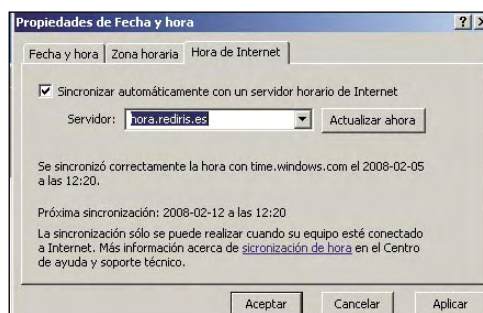 Propiedades de Fecha y hora
Fecha y hora Zona horaria Hora de Internet
Sincronizar automáticamente con un servidor horario de Internet
Servidor: hora.rediris.es Actualizar ahora
Se sincronizó correctamente la hora con time.windows.com el 2008-02-05
a las 12:20.
Próxima sincronización: 2008-02-12 a las 12:20
La sincronización sólo se puede realizar cuando su equipo esté conectado
a Internet. Más información acerca de sicronización de hora en el Centro
de ayuda y soporte técnico.
Aceptar Cancelar Aplicar